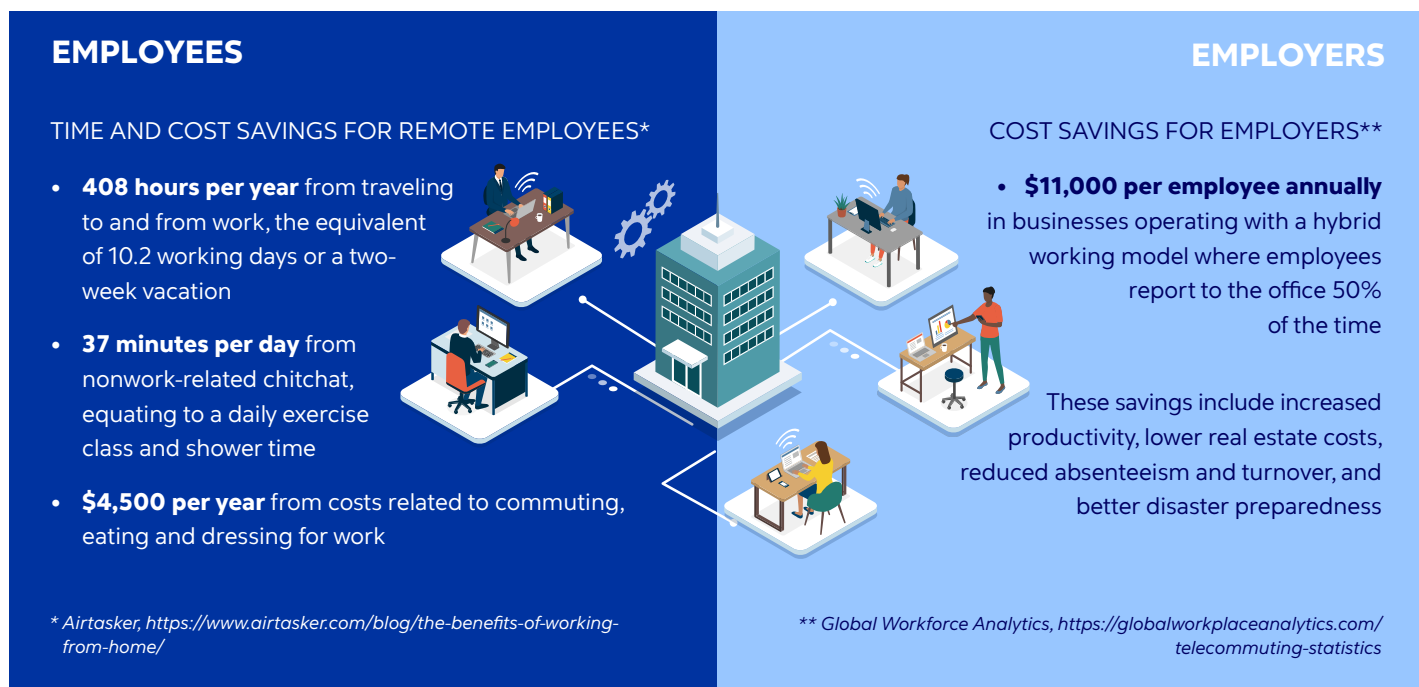 EMPLOYEES
TIME AND COST SAVINGS FOR REMOTE EMPLOYEES*
• 408 hours per year from traveling
to and from work, the equivalent
of 10.2 working days or a two-
week vacation
• 37 minutes per day from
nonwork-related chitchat,
equating to a daily exercise
class and shower time
• $4,500 per year from costs related to commuting,
eating and dressing for work
* Airtasker, https://www.airtasker.com/blog/the-benefits-of-working-
from-home/
EMPLOYERS
COST SAVINGS FOR EMPLOYERS**
• $11,000 per employee annually
in businesses operating with a hybrid
working model where employees
report to the office 50%
of the time
These savings include increased
productivity, lower real estate costs,
reduced absenteeism and turnover, and
better disaster preparedness
** Global Workforce Analytics, https://globalworkplaceanalytics.com/
telecommuting-statistics